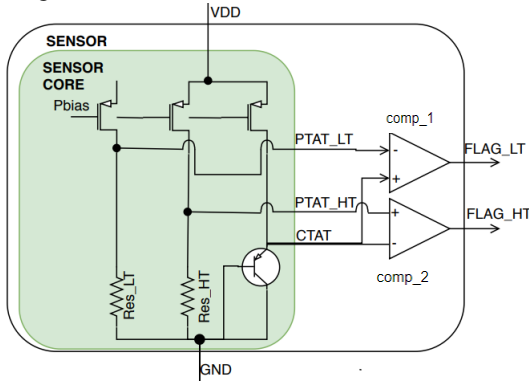 VDD
SENSOR
SENSOR
CORE
Pbias
comp_1
PTAT_LT
-
FLAG_LT
+
PTAT_HT
+
FLAG_HT
CTAT
-
comp_2
Res_LT
Res_HT
GND